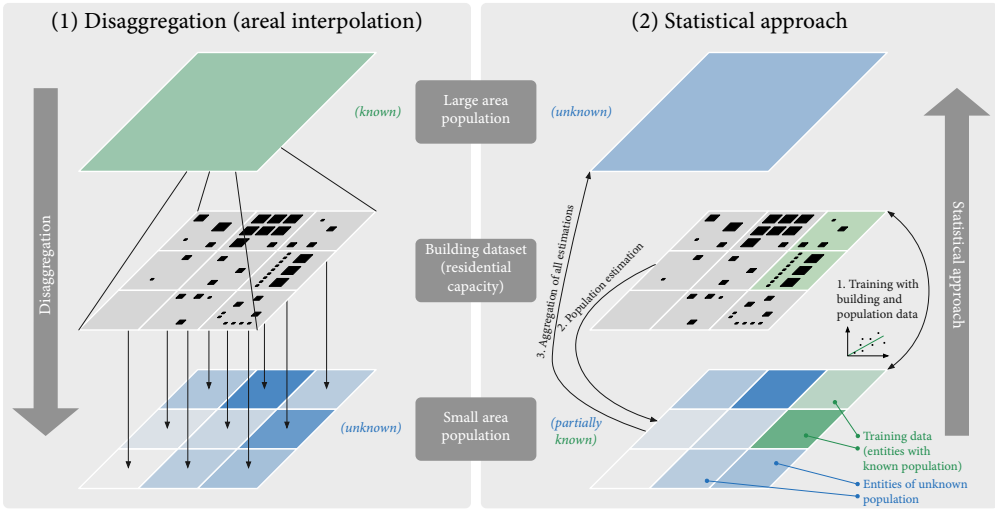 (1) Disaggregation (areal interpolation)
(2) Statistical approach
(known)
Large area
population
(unknown)
Disaggregation
Building dataset
(residential
capacity)
3. Aggregation of all estimations
2. Population estimation
1. Training with
building and
population data
Statistical approach
(unknown)
Small area
population
(partially
known)
Training data
(entities with
known population)
Entities of unknown
population